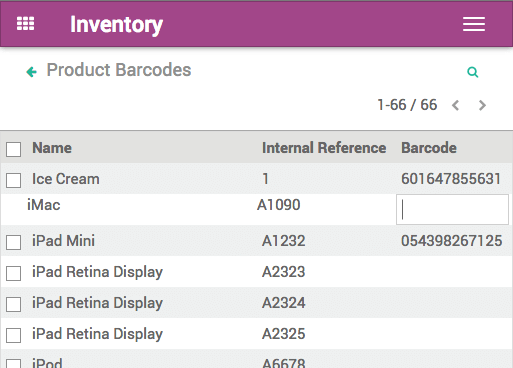 Inventory
Product Barcodes
1-66 / 66
Name Internal Reference Barcode
Ice Cream 1 601647855631
iMac A1090
iPad Mini A1232 054398267125
iPad Retina Display A2323
iPad Retina Display A2324
iPad Retina Display A2325
iPod A6678